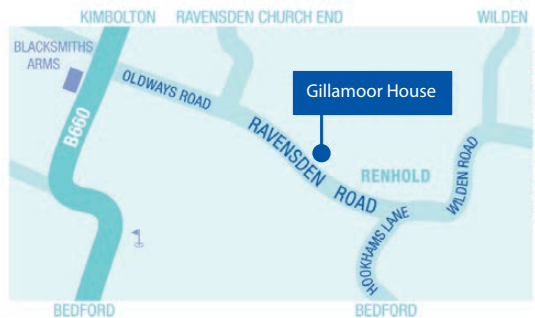 KIMBOLTON
RAVENSDEN CHURCH END
WILDEN
BLACKSMITHS
ARMS
OLDWAYS ROAD
Gillamoor House
B660
RAVENSDEN ROAD
RENHOLD
WILDEN ROAD
HOOKHAMS LANE
BEDFORD
BEDFORD